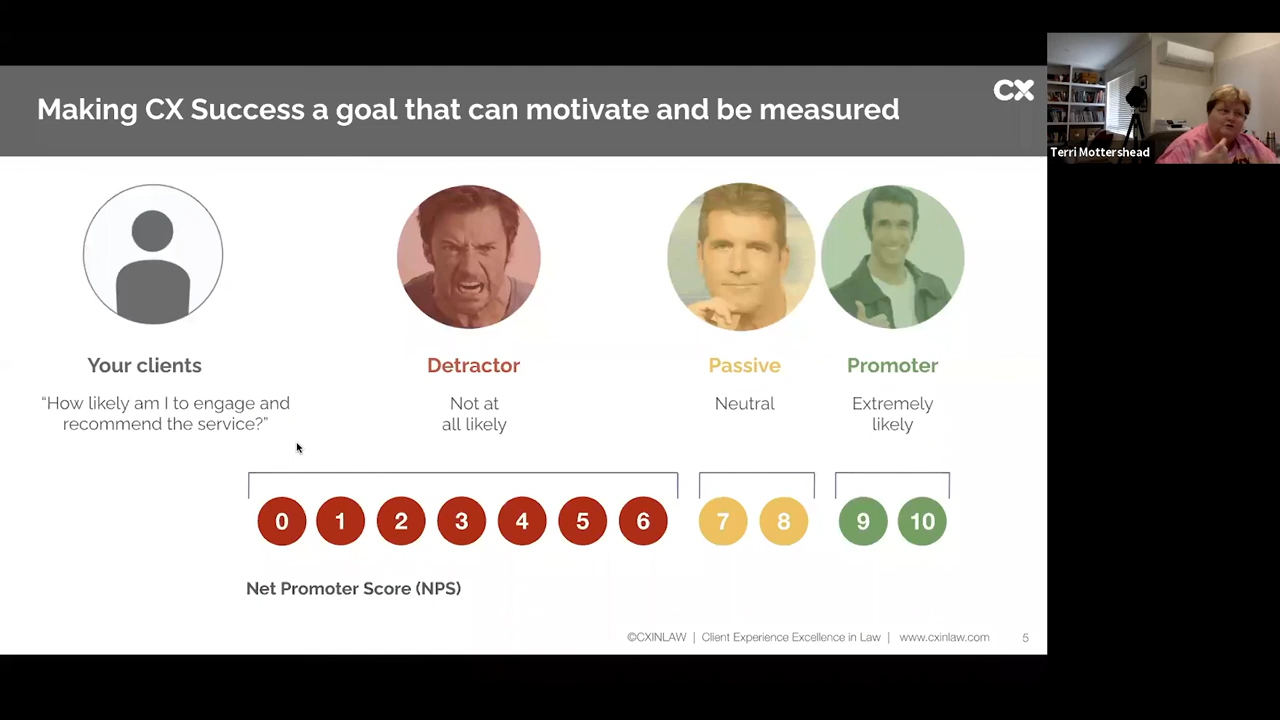 Making CX Success a goal that can motivate and be measured
CX
Terri Mottershead
Your clients
"How likely am I to engage and
recommend the service?"
Detractor
Not at
all likely
Passive
Neutral
Promoter
Extremely
likely
0 1 2 3 4 5 6 7 8 9 10
Net Promoter Score (NPS)
©CXINLAW | Client Experience Excellence in Law | www.cxinlaw.com 5